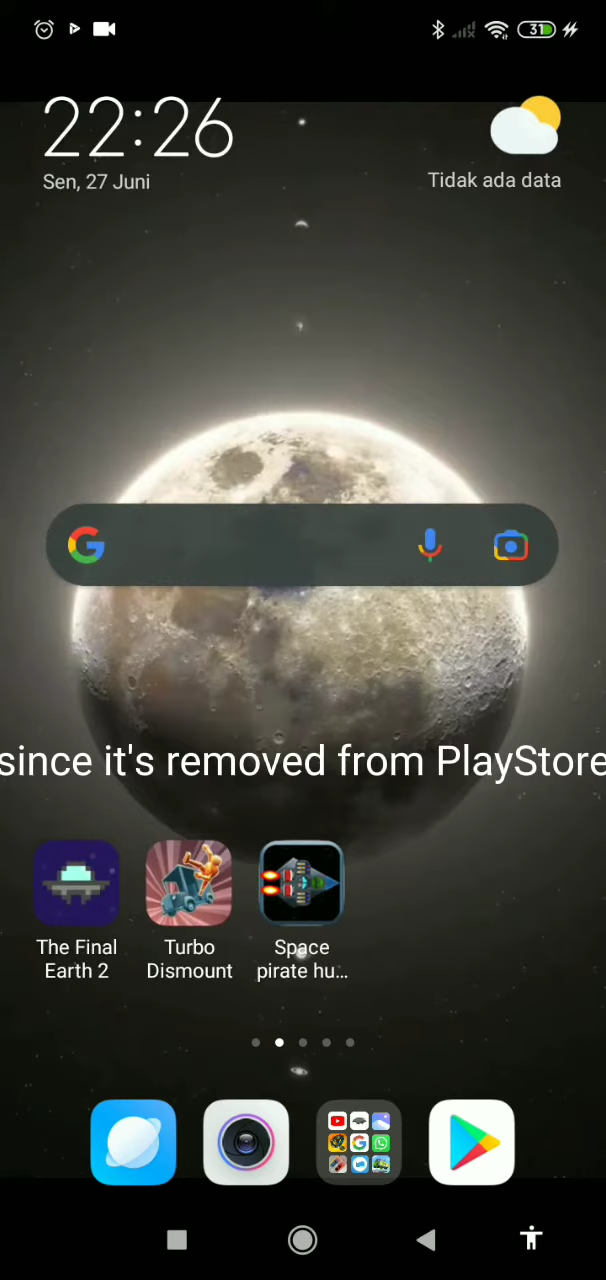 31
22:26
Sen, 27 Juni
Tidak ada data
since it's removed from PlayStore
The Final
Earth 2
Turbo
Dismount
Space
pirate hu...